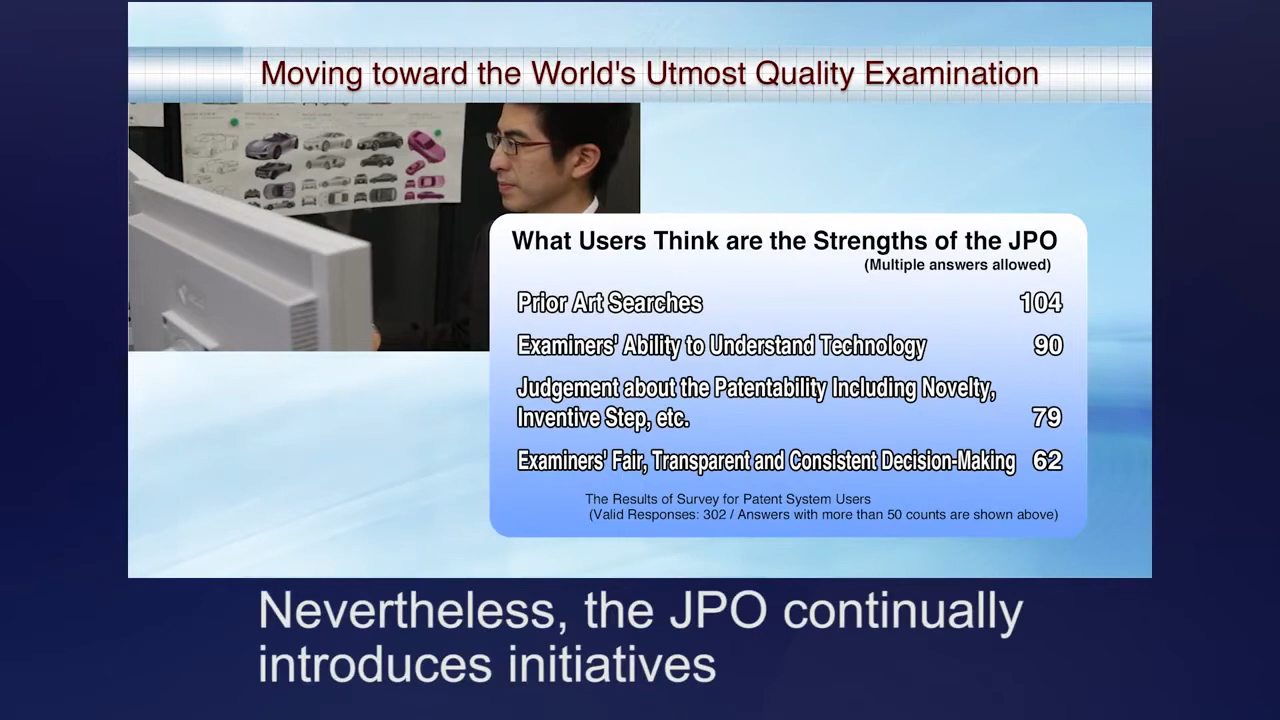 Moving toward the World's Utmost Quality Examination
What Users Think are the Strengths of the JPO
(Multiple answers allowed)
Prior Art Searches 104
Examiners' Ability to Understand Technology 90
Judgement about the Patentability Including Novelty,
Inventive Step, etc. 79
Examiners' Fair, Transparent and Consistent Decision-Making 62
The Results of Survey for Patent System Users
(Valid Responses: 302 / Answers with more than 50 counts are shown above)
Nevertheless, the JPO continually
introduces initiatives